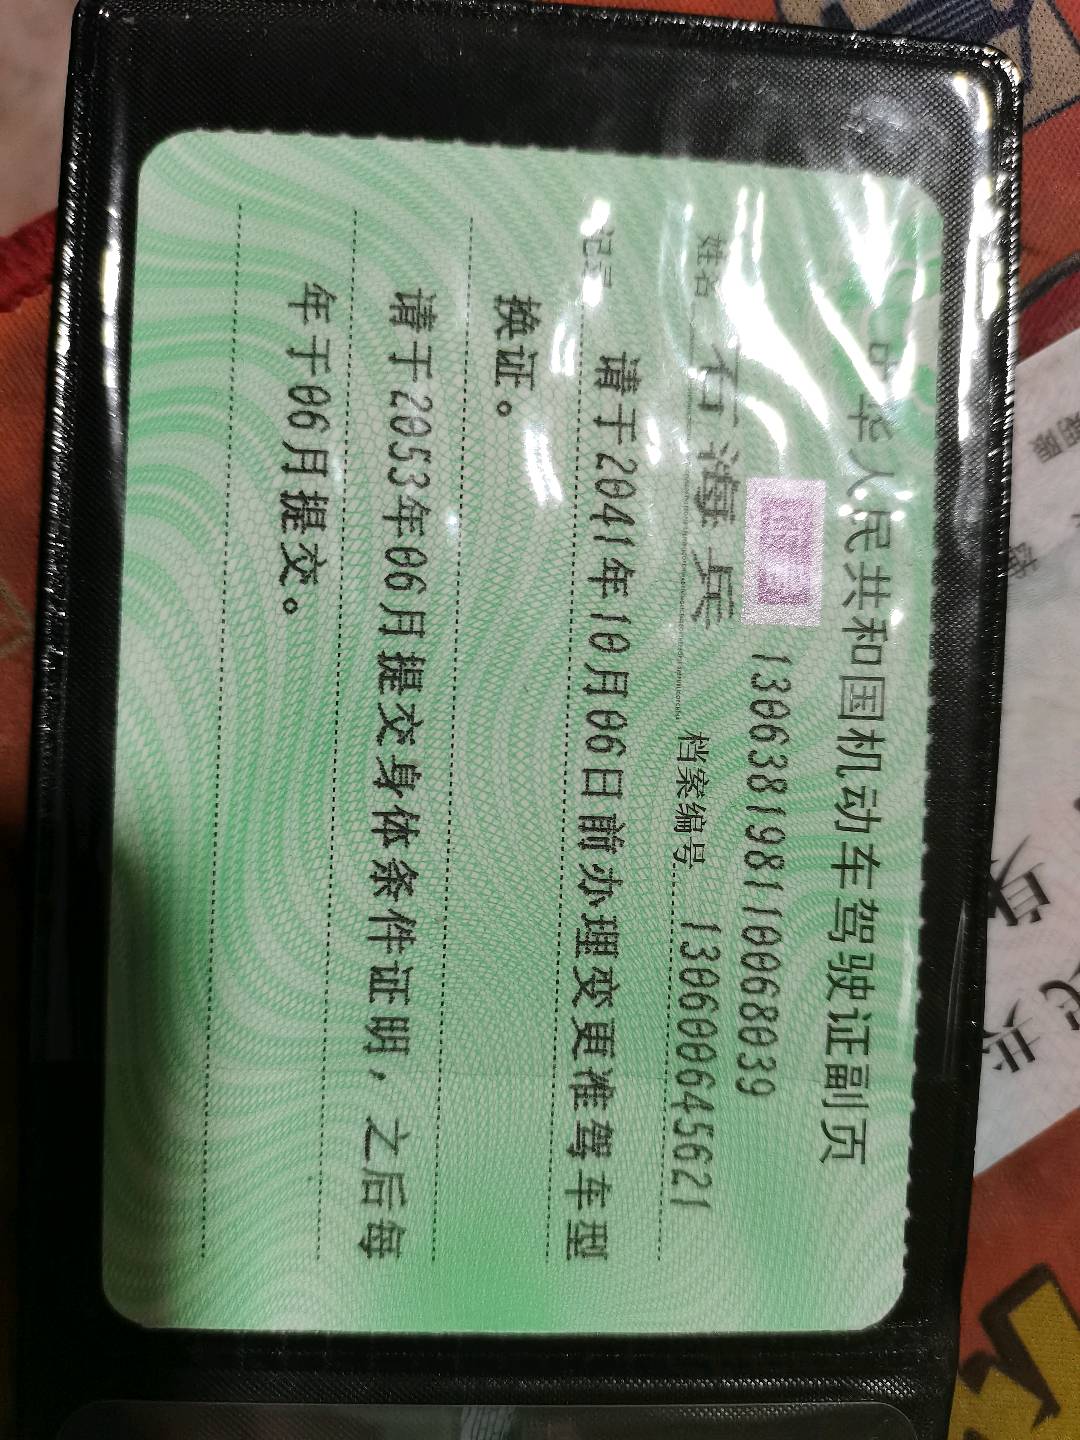 中华人民共和国机动车驾驶证副页
130638198110068039
姓名 石海兵 档案编号 130600645621
记录 请于2041年10月06日前办理变更准驾车型
换证。
请于2053年06月提交身体条件证明，之后每
年于06月提交。